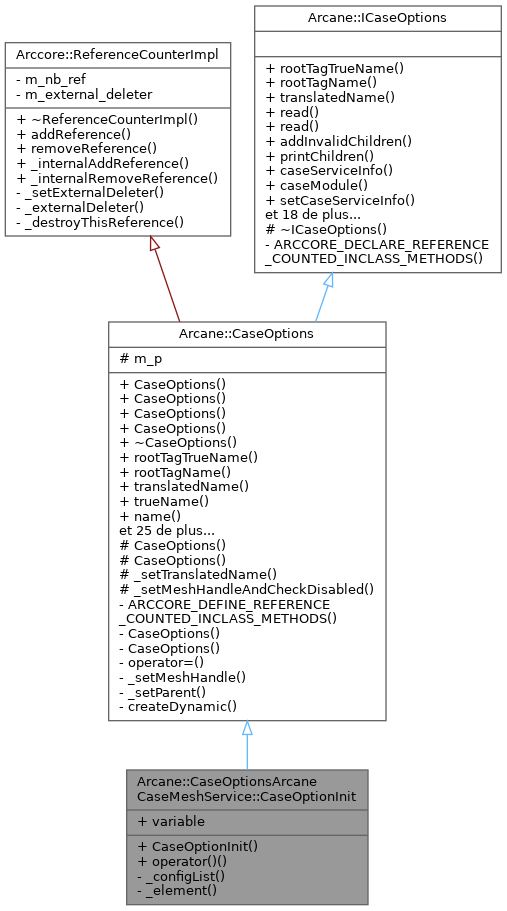 Arccore::ReferenceCounterImpl
- m_nb_ref
- m_external_deleter
+ ~ReferenceCounterImpl()
+ addReference()
+ removeReference()
+ _internalAddReference()
+ _internalRemoveReference()
- _setExternalDeleter()
- _externalDeleter()
- _destroyThisReference()
Arcane::ICaseOptions
+ rootTagTrueName()
+ rootTagName()
+ translatedName()
+ read()
+ read()
+ addInvalidChildren()
+ printChildren()
+ caseServiceInfo()
+ caseModule()
+ setCaseServiceInfo()
et 18 de plus...
# ~ICaseOptions()
- ARCCORE_DECLARE_REFERENCE
_COUNTED_INCLASS_METHODS()
Arcane::CaseOptions
# m_p
+ CaseOptions()
+ CaseOptions()
+ CaseOptions()
+ CaseOptions()
+ ~CaseOptions()
+ rootTagTrueName()
+ rootTagName()
+ translatedName()
+ trueName()
+ name()
et 25 de plus...
# CaseOptions()
# CaseOptions()
# _setTranslatedName()
# _setMeshHandleAndCheckDisabled()
- ARCCORE_DEFINE_REFERENCE
_COUNTED_INCLASS_METHODS()
- CaseOptions()
- CaseOptions()
- operator=()
- _setMeshHandle()
- _setParent()
- createDynamic()
Arcane::CaseOptionsArcane
CaseMeshService::CaseOptionInit
+ variable
+ CaseOptionInit()
+ operator()()
- _configList()
- _element()